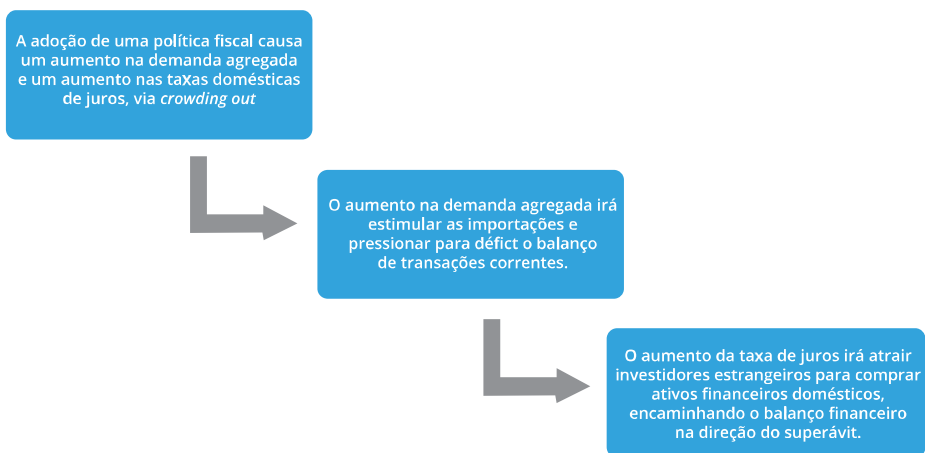 A adoção de uma política fiscal causa
um aumento na demanda agregada
e um aumento nas taxas domésticas
de juros, via crowding out
O aumento na demanda agregada irá
estimular as importações e
pressionar para défict o balanço
de transações correntes.
O aumento da taxa de juros irá atrair
investidores estrangeiros para comprar
ativos financeiros domésticos,
encaminhando o balanço financeiro
na direção do superávit.